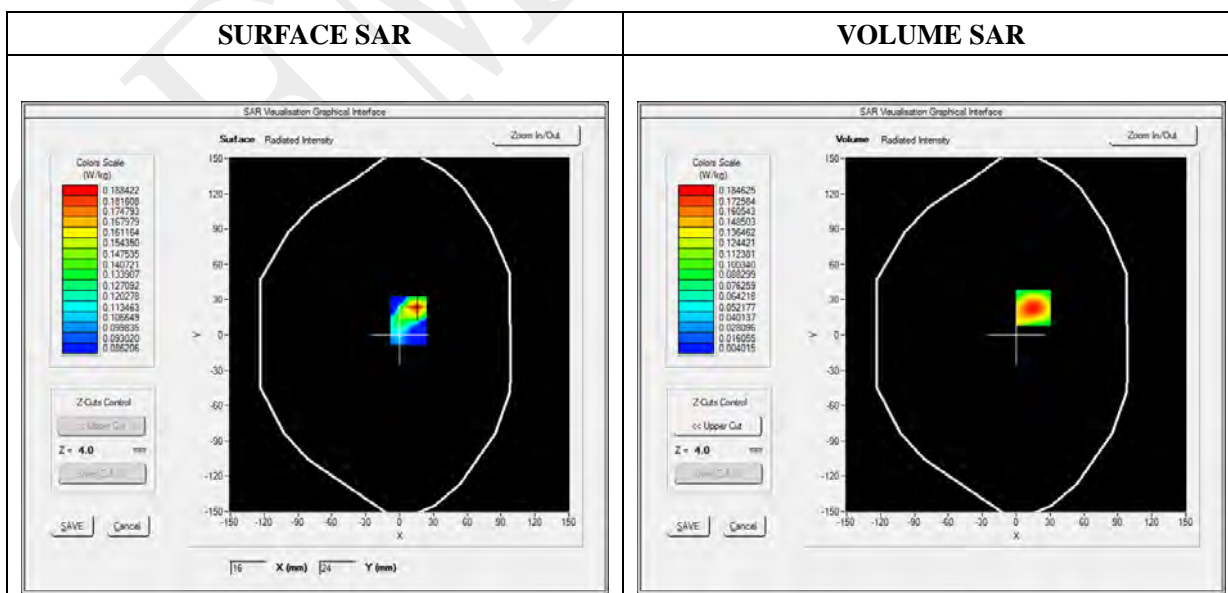 SURFACE SAR
VOLUME SAR
SAR Visualisation Graphical Interface
Surface Radiated Intensity
Zoom In/Out
Colors Scale
(W/kg)
0.188422
0.181608
0.174793
0.167979
0.161164
0.154350
0.147535
0.140721
0.133907
0.127092
0.120278
0.113463
0.106649
0.099835
0.093020
0.086206
Z-Cuts Control
<< Upper Cut
Z = 4.0 mm
SAVE
Cancel
150
120
90
60
30
0
-30
-60
-90
-120
-150
-150 -120 -90 -60 -30 0 30 60 90 120 150
Y
X
16 X (mm) 24 Y (mm)
SAR Visualisation Graphical Interface
Volume Radiated Intensity
Zoom In/Out
Colors Scale
(W/kg)
0.184625
0.172584
0.160543
0.148503
0.136462
0.124421
0.112381
0.100340
0.088299
0.076259
0.064218
0.052177
0.040137
0.028096
0.016055
0.004015
Z-Cuts Control
<< Upper Cut
Z = 4.0 mm
SAVE
Cancel
150
120
90
60
30
0
-30
-60
-90
-120
-150
-150 -120 -90 -60 -30 0 30 60 90 120 150
Y
X